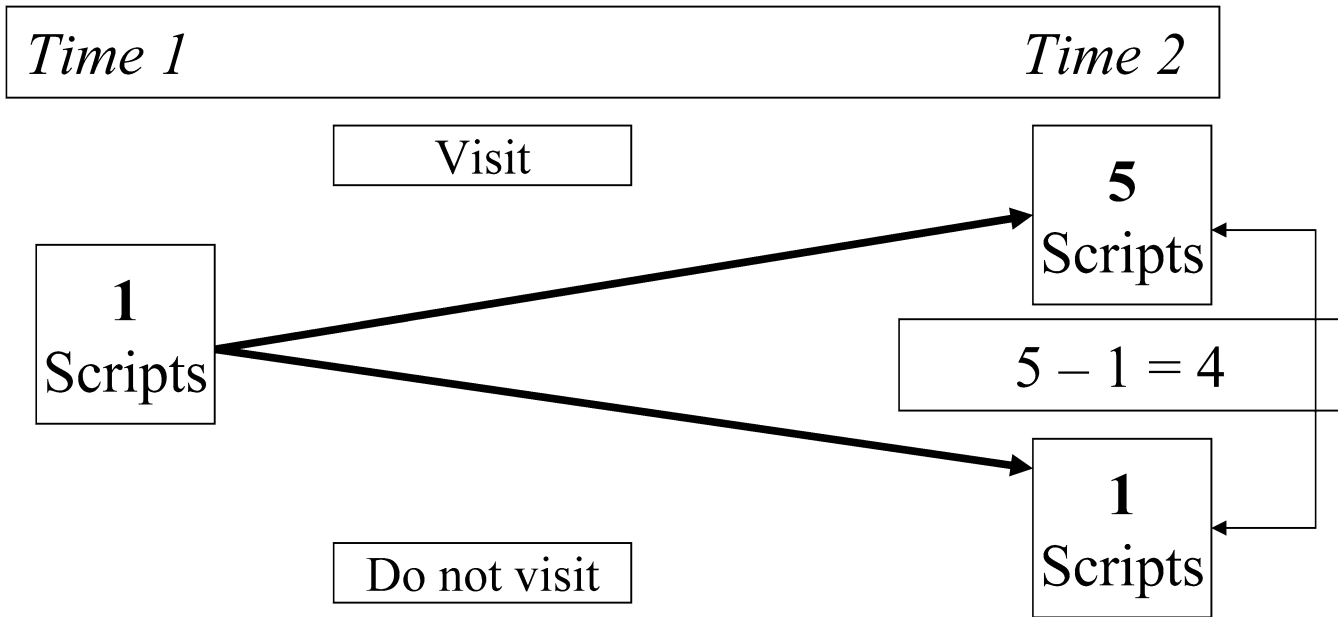 Time 1
Time 2
Visit
5
Scripts
1
Scripts
5 – 1 = 4
1
Scripts
Do not visit